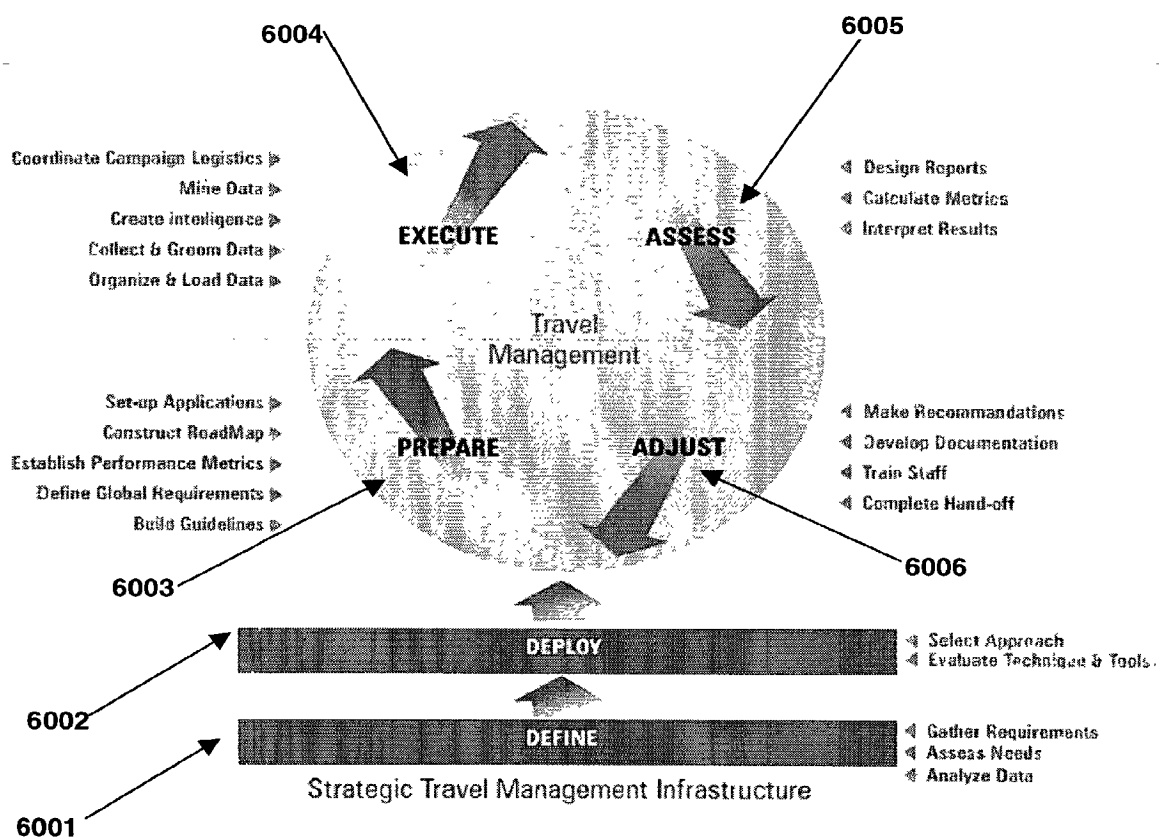 6004
6005
Coordinate Campaign Logistics
Mine Data
Create intelligence
Collect & Groom Data
Organize & Load Data
EXECUTE
ASSESS
Design Reports
Calculate Metrics
Interpret Results
Travel
Management
Set-up Applications
Construct RoadMap
Establish Performance Metrics
Define Global Requirements
Build Guidelines
PREPARE
ADJUST
Make Recommandations
Develop Documentation
Train Staff
Complete Hand-off
6003
6006
DEPLOY
Select Approach
Evaluate Technique & Tools
6002
DEFINE
Gather Requirements
Assess Needs
Analyze Data
Strategic Travel Management Infrastructure
6001